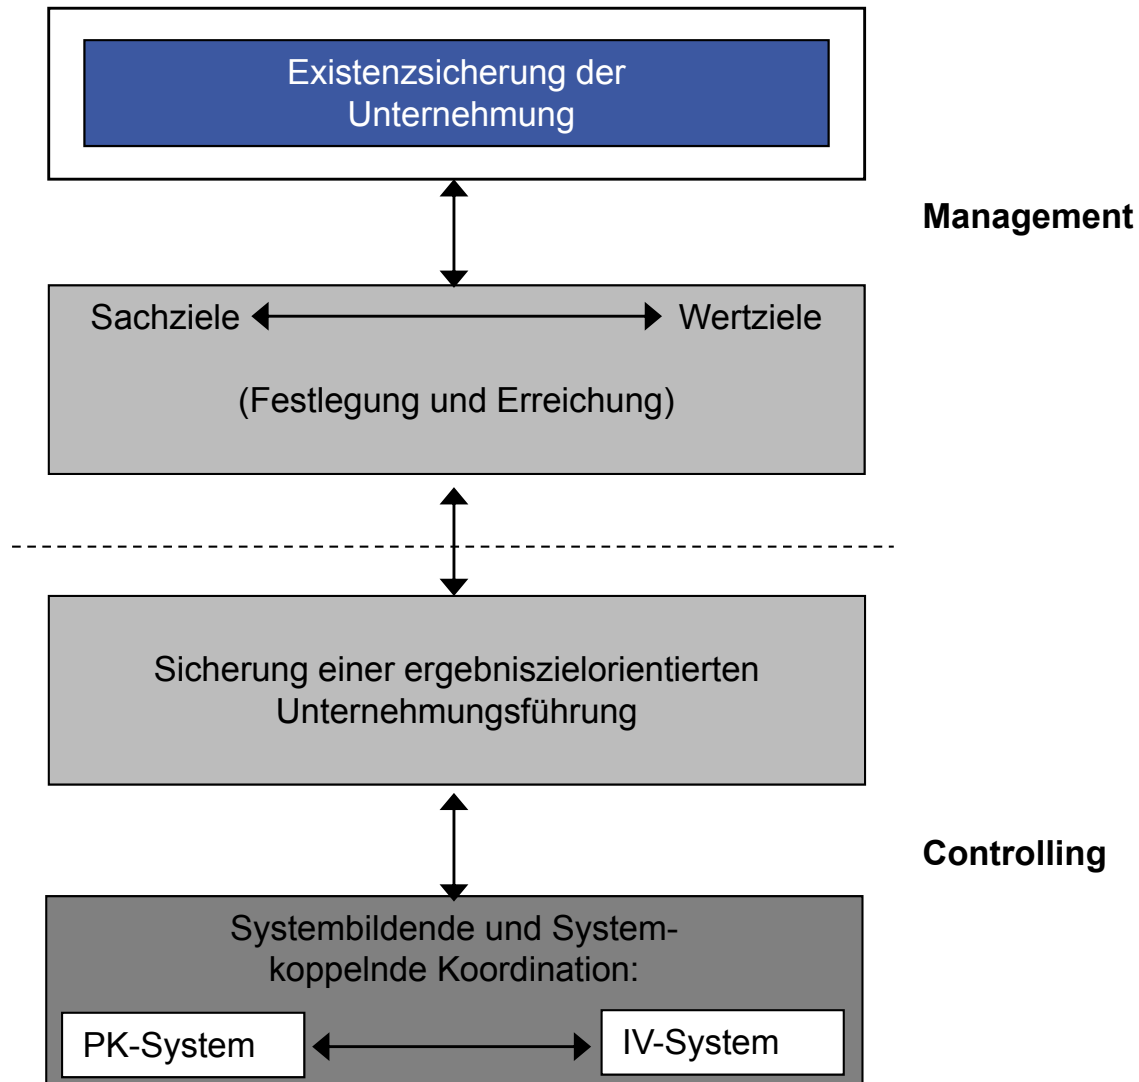 Existenzsicherung der
Unternehmung
Management
Sachziele Wertziele
(Festlegung und Erreichung)
Sicherung einer ergebniszielorientierten
Unternehmungsführung
Controlling
Systembildende und System-
koppelnde Koordination:
PK-System IV-System